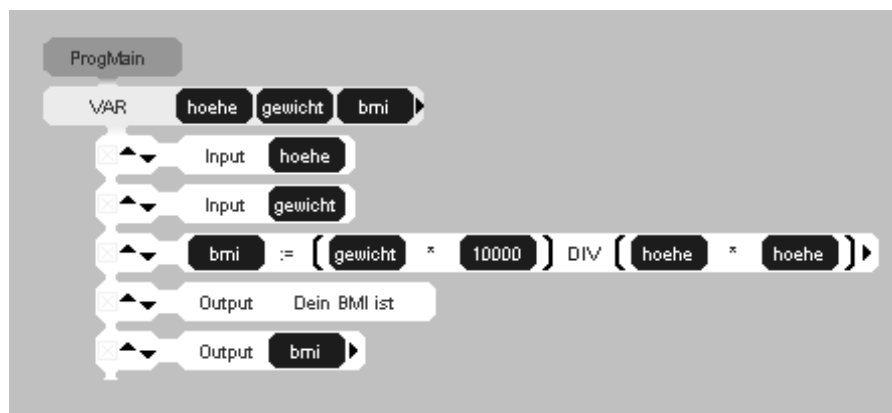 ProgMain
VAR hoehe gewicht bmi
Input hoehe
Input gewicht
bmi := ( ( gewicht * 10000 ) ) DIV ( ( hoehe * hoehe ) )
Output Dein BMI ist
Output bmi